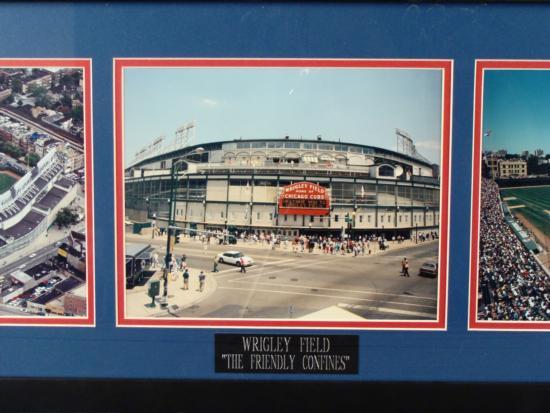 WRIGLEY FIELD
HOME OF
CHICAGO CUBS
WRIGLEY FIELD
"THE FRIENDLY CONFINES"